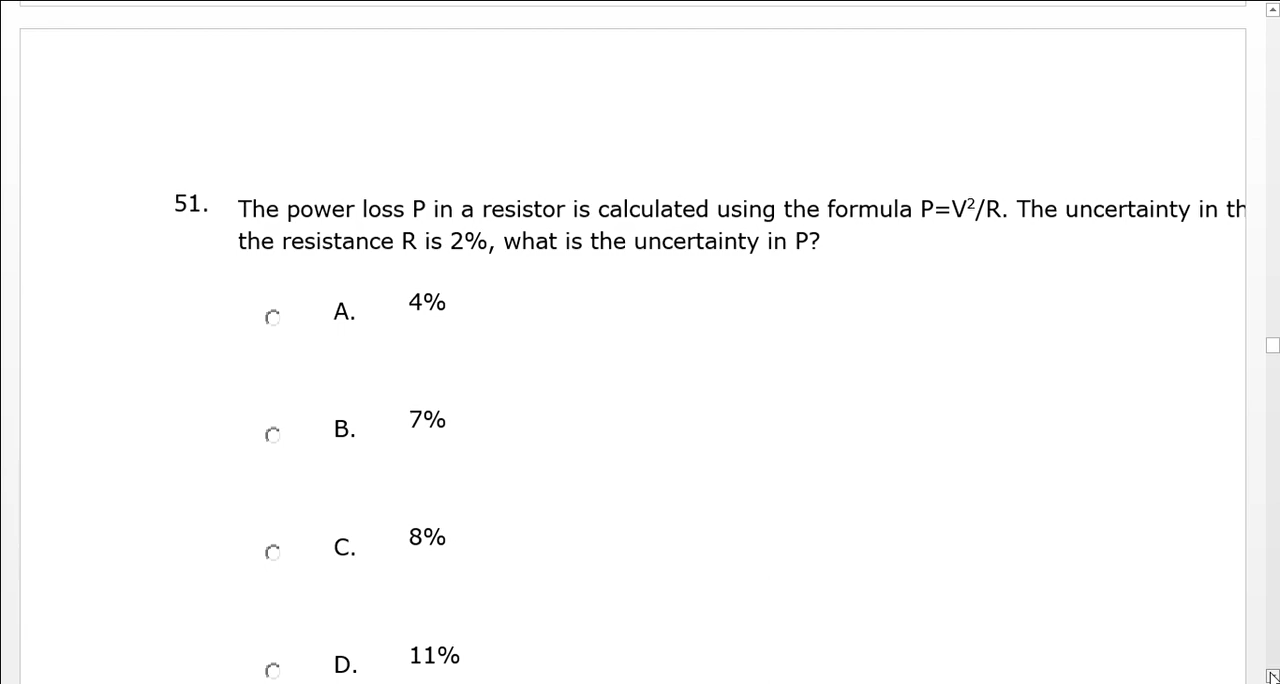 51. The power loss P in a resistor is calculated using the formula P=V²/R. The uncertainty in th
the resistance R is 2%, what is the uncertainty in P?
A. 4%
B. 7%
C. 8%
D. 11%